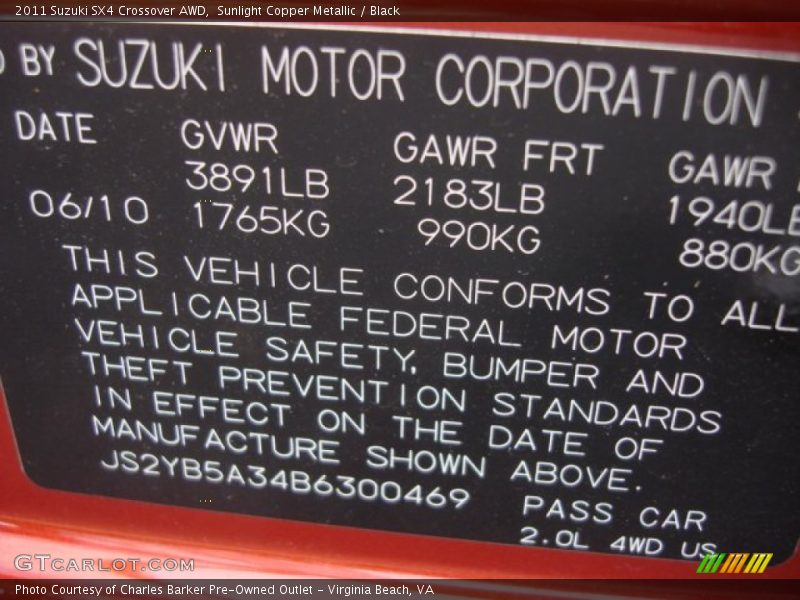 2011 Suzuki SX4 Crossover AWD, Sunlight Copper Metallic / Black
BY SUZUKI MOTOR CORPORATION
DATE GVWR GAWR FRT GAWR
3891LB 2183LB 1940LB
06/10 1765KG 990KG 880KG
THIS VEHICLE CONFORMS TO ALL
APPLICABLE FEDERAL MOTOR
VEHICLE SAFETY, BUMPER AND
THEFT PREVENTION STANDARDS
IN EFFECT ON THE DATE OF
MANUFACTURE SHOWN ABOVE.
JS2YB5A34B6300469 PASS CAR
2.0L 4WD US
GTCARLOT.COM
Photo Courtesy of Charles Barker Pre-Owned Outlet - Virginia Beach, VA